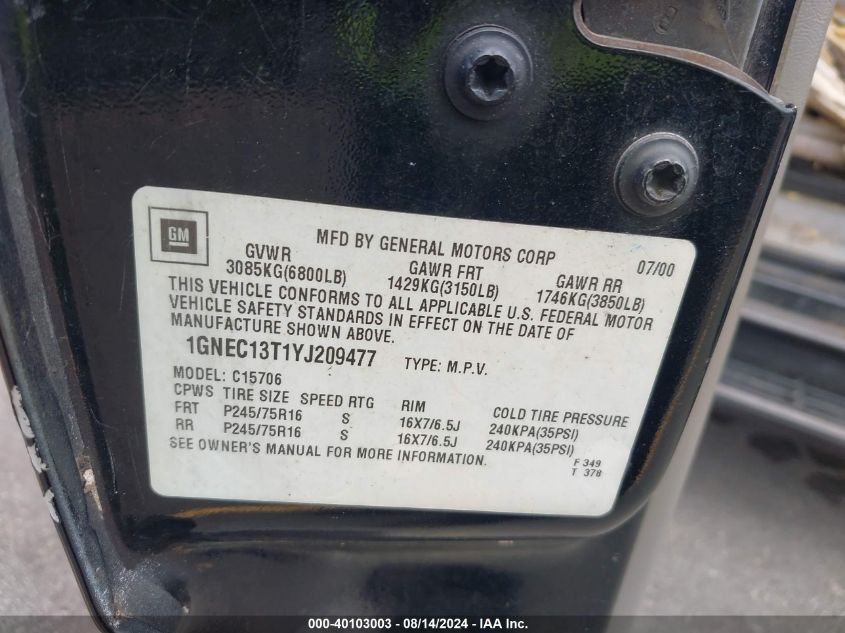 GM
MFD BY GENERAL MOTORS CORP 07/00
GVWR GAWR FRT GAWR RR
3085KG(6800LB) 1429KG(3150LB) 1746KG(3850LB)
THIS VEHICLE CONFORMS TO ALL APPLICABLE U.S. FEDERAL MOTOR
VEHICLE SAFETY STANDARDS IN EFFECT ON THE DATE OF
MANUFACTURE SHOWN ABOVE.
1GNEC13T1YJ209477 TYPE: M.P.V.
MODEL: C15706
CPWS TIRE SIZE SPEED RTG RIM COLD TIRE PRESSURE
FRT P245/75R16 S 16X7/6.5J 240KPA(35PSI)
RR P245/75R16 S 16X7/6.5J 240KPA(35PSI)
SEE OWNER'S MANUAL FOR MORE INFORMATION.
F 349
T 378
000-40103003 - 08/14/2024 - IAA Inc.